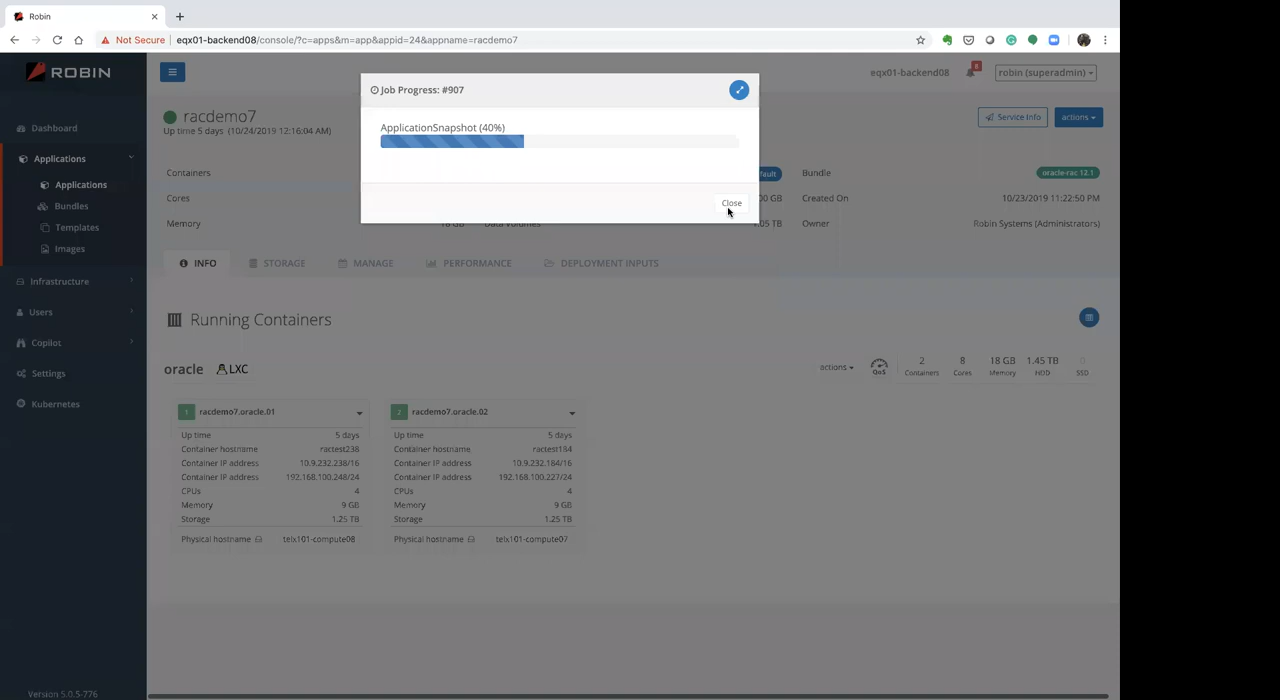 Robin
Not Secure
eqx01-backend08/console/?c=apps&m=app&appid=24&appname=racdemo7
ROBIN
eqx01-backend08
8
robin (superadmin)
Dashboard
Applications
Applications
Bundles
Templates
Images
Infrastructure
Users
Copilot
Settings
Kubernetes
Version 5.0.5-776
racdemo7
Up time 5 days (10/24/2019 12:16:04 AM)
Service Info
actions
Job Progress: #907
ApplicationSnapshot (40%)
Close
Containers
Bundle
oracle-rac 12.1
Cores
Created On
10/23/2019 11:22:50 PM
Memory
18 GB
Data Volumes
Owner
Robin Systems (Administrators)
INFO
STORAGE
MANAGE
PERFORMANCE
DEPLOYMENT INPUTS
Running Containers
oracle
LXC
actions
QoS
2
Containers
8
Cores
18 GB
Memory
1.45 TB
HDD
0
SSD
1
racdemo7.oracle.01
Up time
5 days
Container hostname
ractest238
Container IP address
10.9.232.238/16
Container IP address
192.168.100.248/24
CPUs
4
Memory
9 GB
Storage
1.25 TB
Physical hostname
telx101-compute08
2
racdemo7.oracle.02
Up time
5 days
Container hostname
ractest184
Container IP address
10.9.232.184/16
Container IP address
192.168.100.227/24
CPUs
4
Memory
9 GB
Storage
1.25 TB
Physical hostname
telx101-compute07